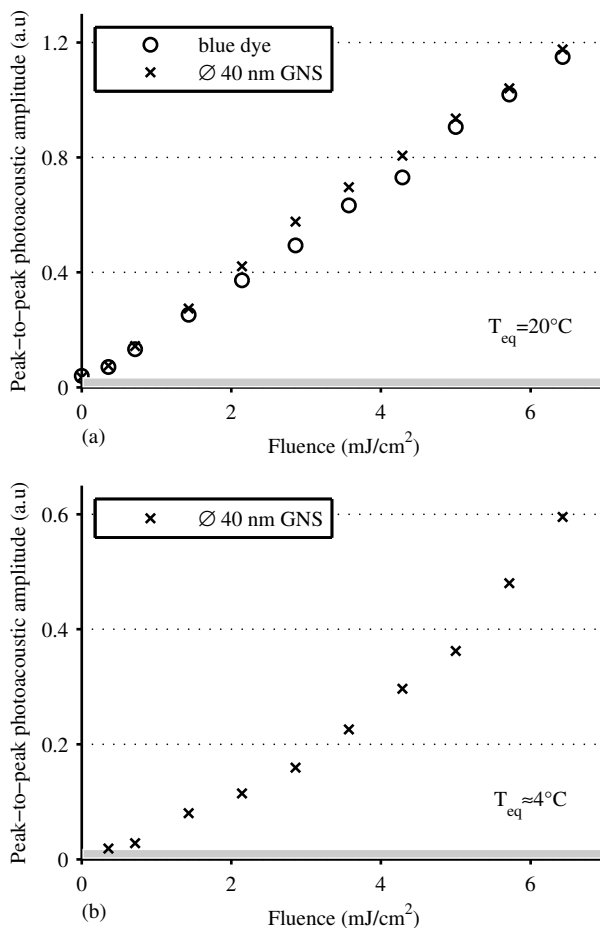 Peak−to−peak photoacoustic amplitude (a.u)
1.2
0.8
0.4
0
blue dye
∅ 40 nm GNS
T_eq=20°C
0 2 4 6
(a)
Fluence (mJ/cm²)
Peak−to−peak photoacoustic amplitude (a.u)
0.6
0.4
0.2
0
∅ 40 nm GNS
T_eq≈4°C
0 2 4 6
(b)
Fluence (mJ/cm²)